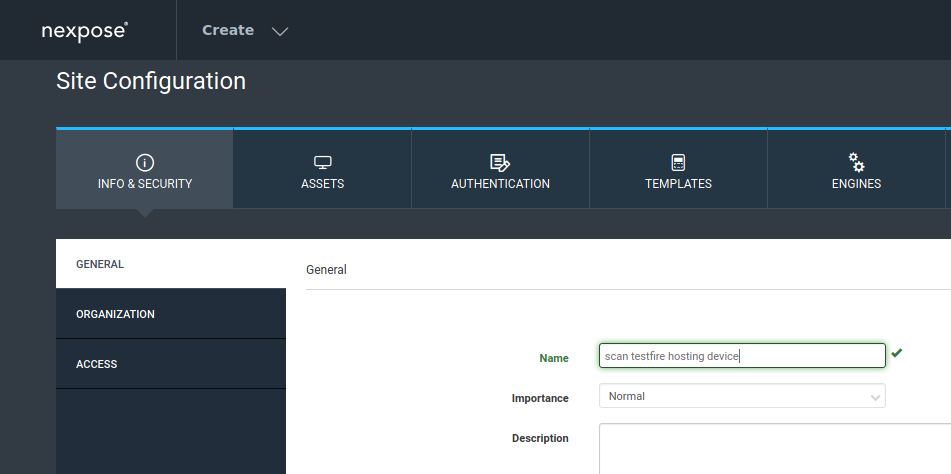 nexpose®
Create
Site Configuration
INFO & SECURITY
ASSETS
AUTHENTICATION
TEMPLATES
ENGINES
GENERAL
General
ORGANIZATION
ACCESS
Name
scan testfire hosting device
Importance
Normal
Description